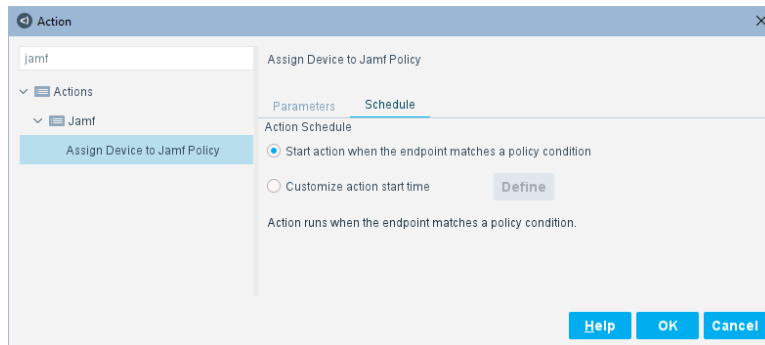 Action
jamf
Actions
Jamf
Assign Device to Jamf Policy
Assign Device to Jamf Policy
Parameters Schedule
Action Schedule
Start action when the endpoint matches a policy condition
Customize action start time Define
Action runs when the endpoint matches a policy condition.
Help OK Cancel